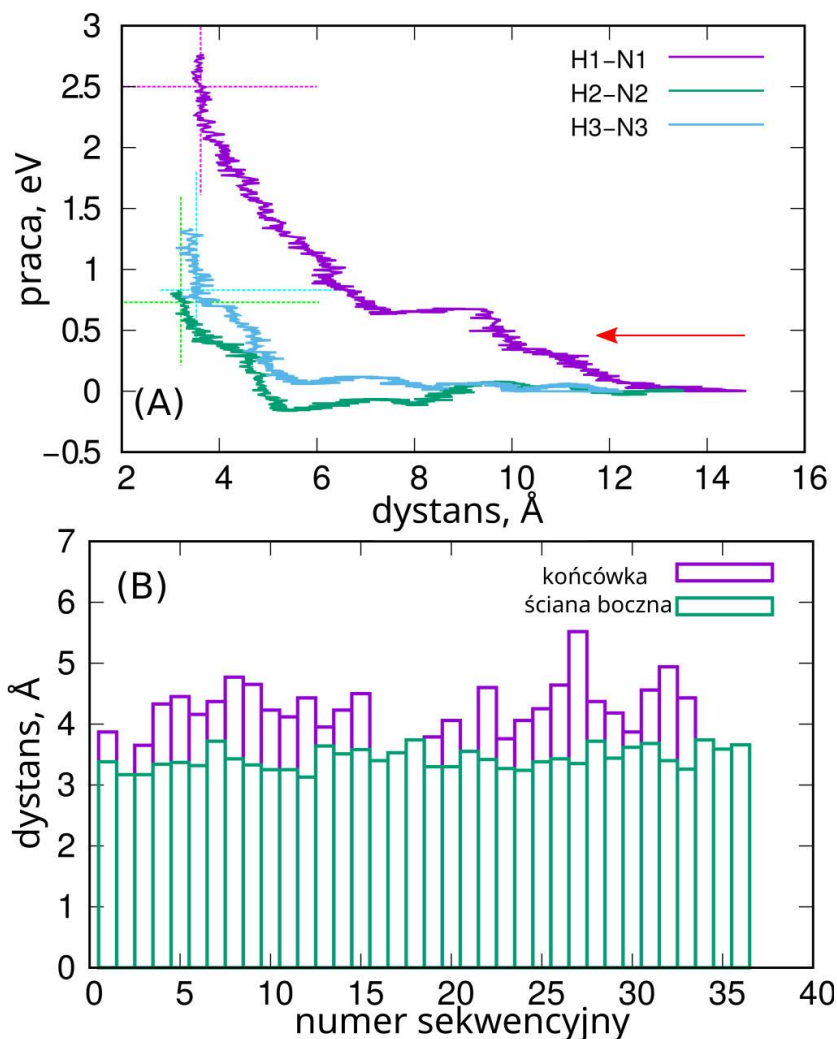 3
2.5
2
1.5
1
0.5
0
−0.5
praca, eV
H1−N1
H2−N2
H3−N3
(A)
2 4 6 8 10 12 14 16
dystans, Å
7
6
5
4
3
2
1
0
dystans, Å
(B)
końcówka
ściana boczna
0 5 10 15 20 25 30 35 40
numer sekwencyjny